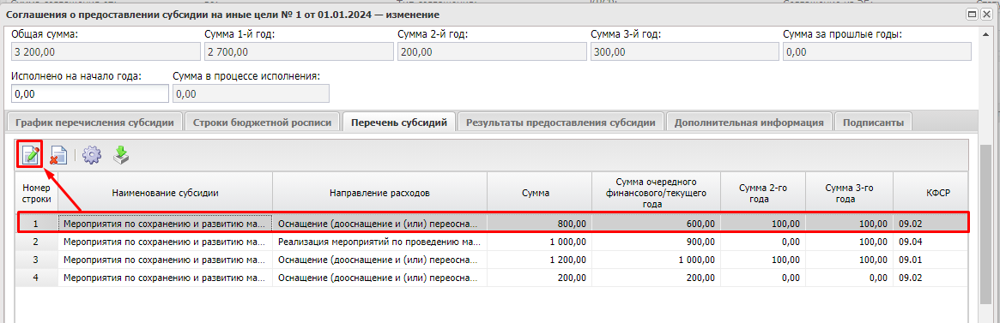 Соглашения о предоставлении субсидии на иные цели № 1 от 01.01.2024 — изменение
Общая сумма: Сумма 1-й год: Сумма 2-й год: Сумма 3-й год: Сумма за прошлые годы:
3 200,00 2 700,00 200,00 300,00 0,00
Исполнено на начало года: Сумма в процессе исполнения:
0,00 0,00
График перечисления субсидии Строки бюджетной росписи Перечень субсидий Результаты предоставления субсидии Дополнительная информация Подписанты
Номер строки Наименование субсидии Направление расходов Сумма Сумма очередного финансового/текущего года Сумма 2-го года Сумма 3-го года КФСР
1 Мероприятия по сохранению и развитию ма... Оснащение (дооснащение и (или) переосна... 800,00 600,00 100,00 100,00 09.02
2 Мероприятия по сохранению и развитию ма... Реализация мероприятий по проведению ма... 1 000,00 900,00 0,00 100,00 09.04
3 Мероприятия по сохранению и развитию ма... Оснащение (дооснащение и (или) переосна... 1 200,00 1 000,00 100,00 100,00 09.01
4 Мероприятия по сохранению и развитию ма... Оснащение (дооснащение и (или) переосна... 200,00 200,00 0,00 0,00 09.02